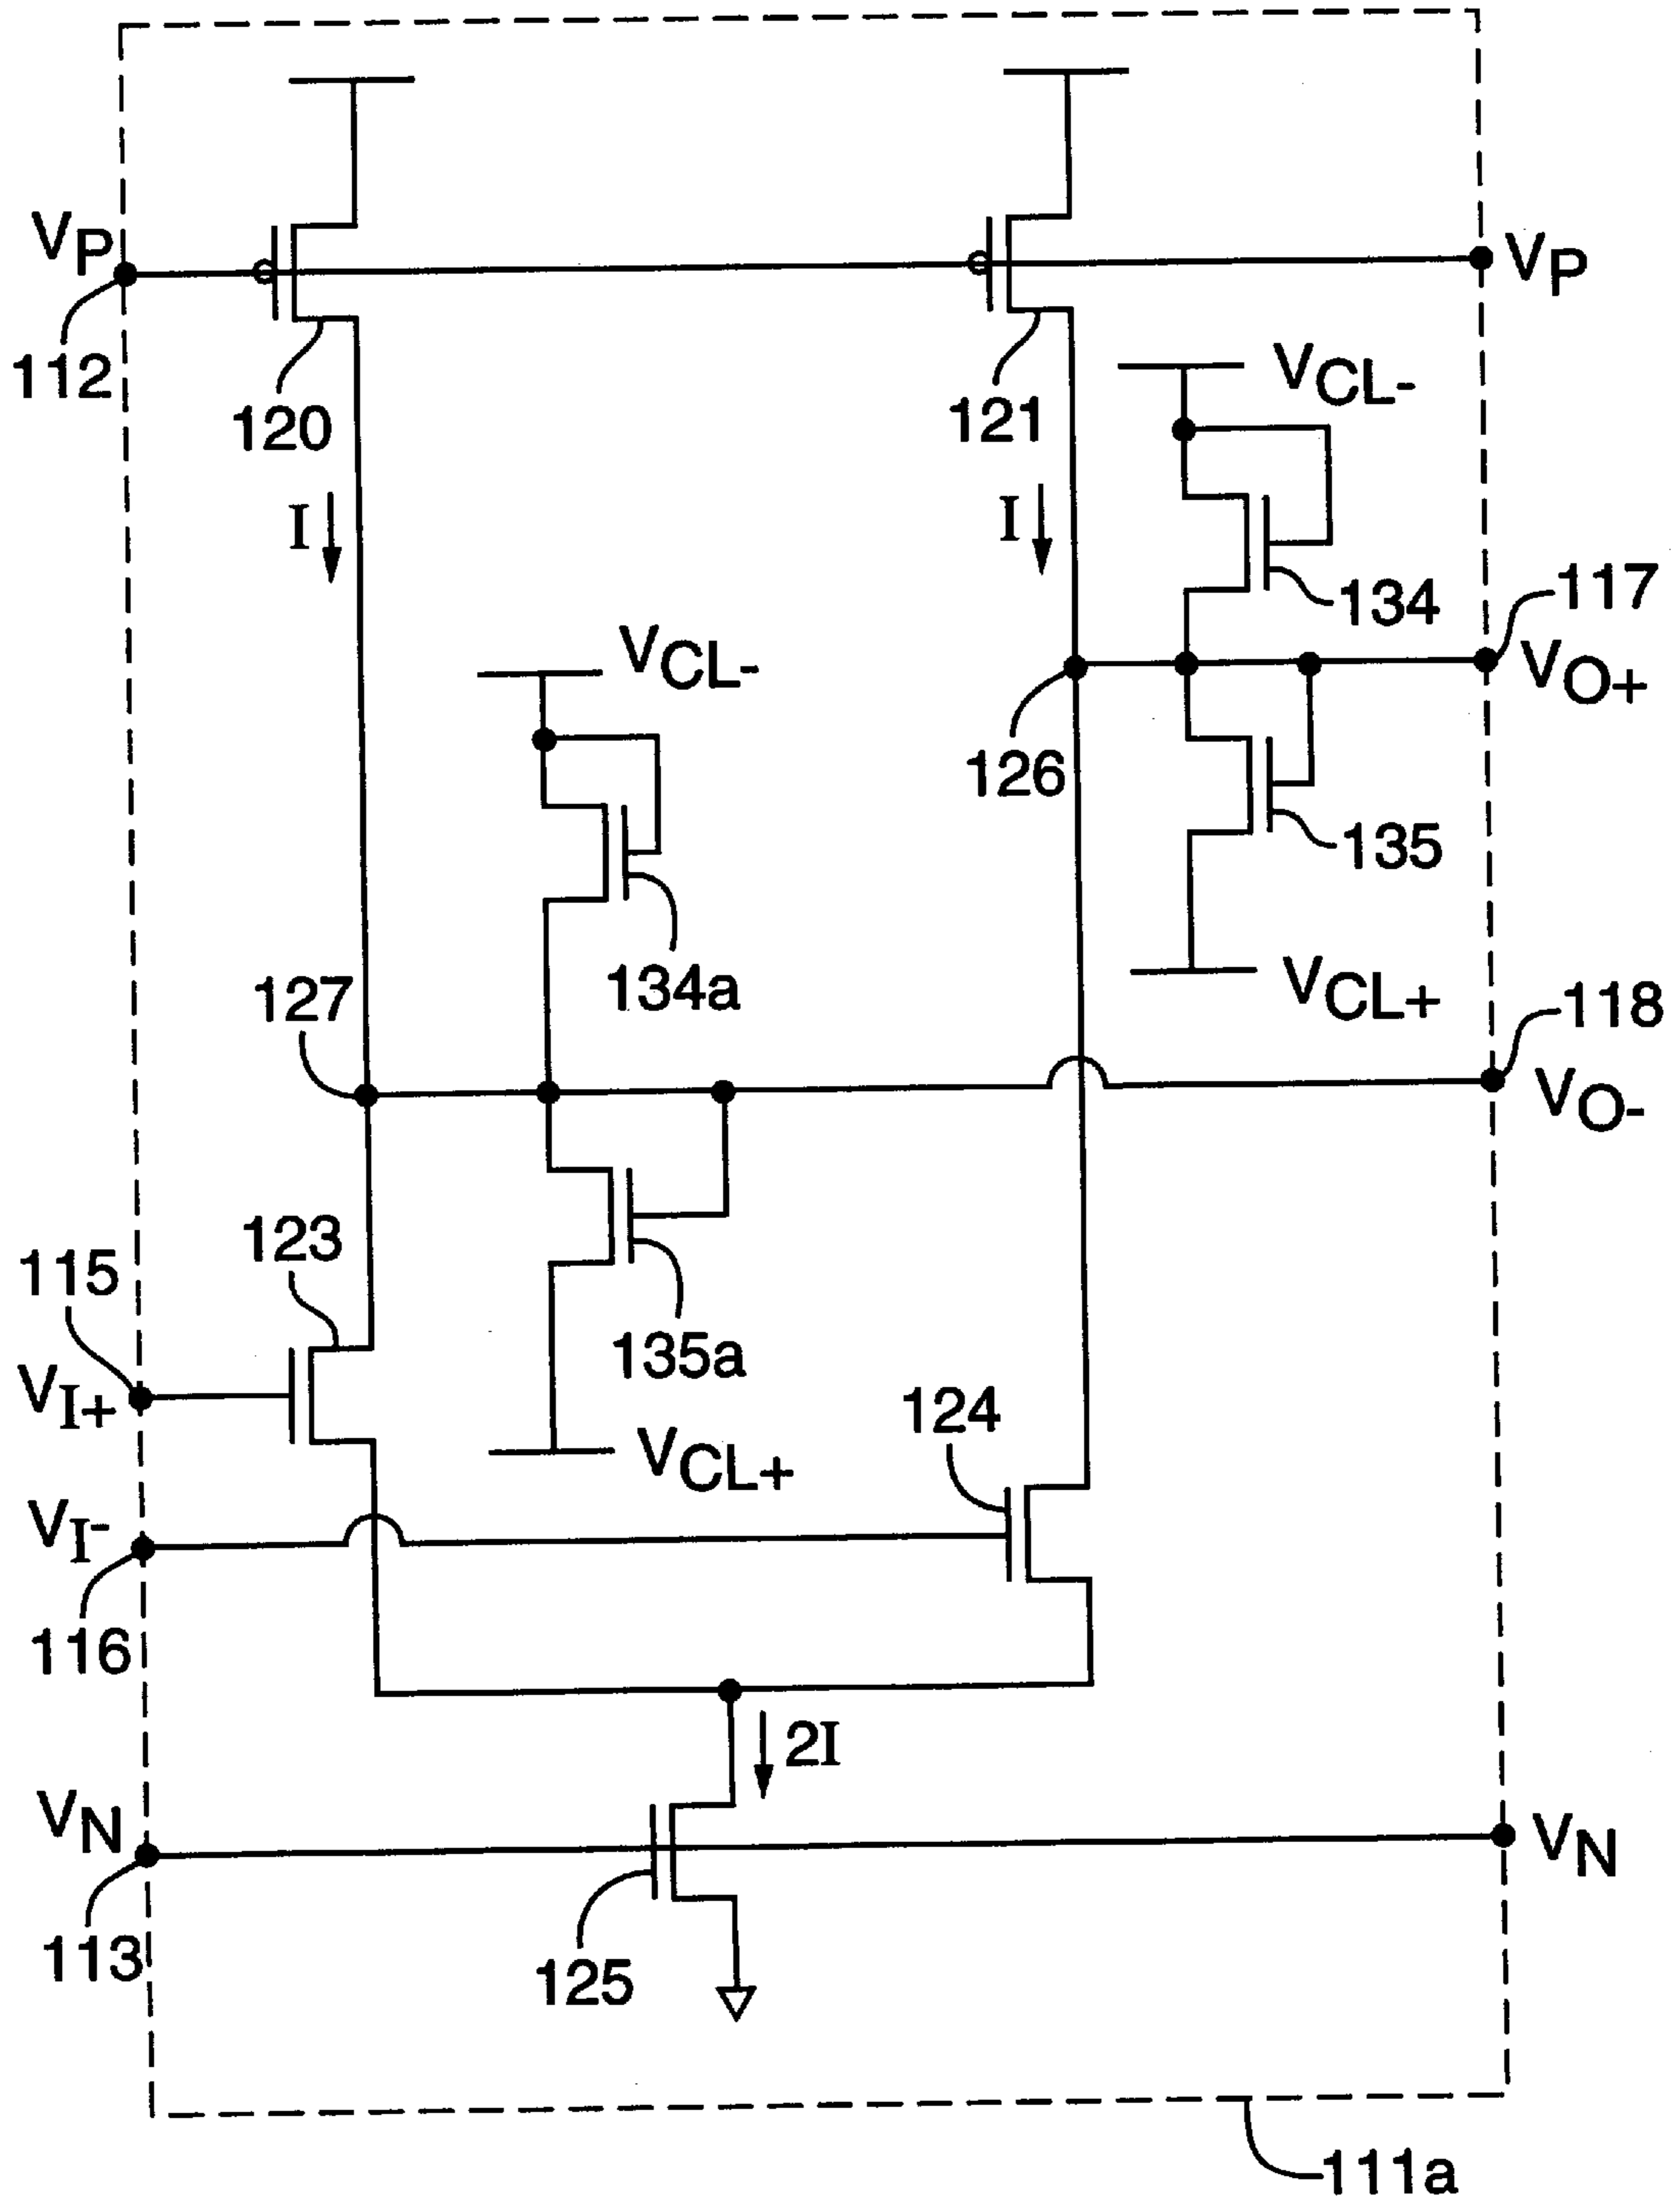 VP
VP
112
120
121
VCL-
I
I
134
117
VO+
VCL-
126
135
134a
127
VCL+
118
VO-
123
115
135a
VI+
124
VCL+
VI-
116
2I
VN
VN
113
125
111a